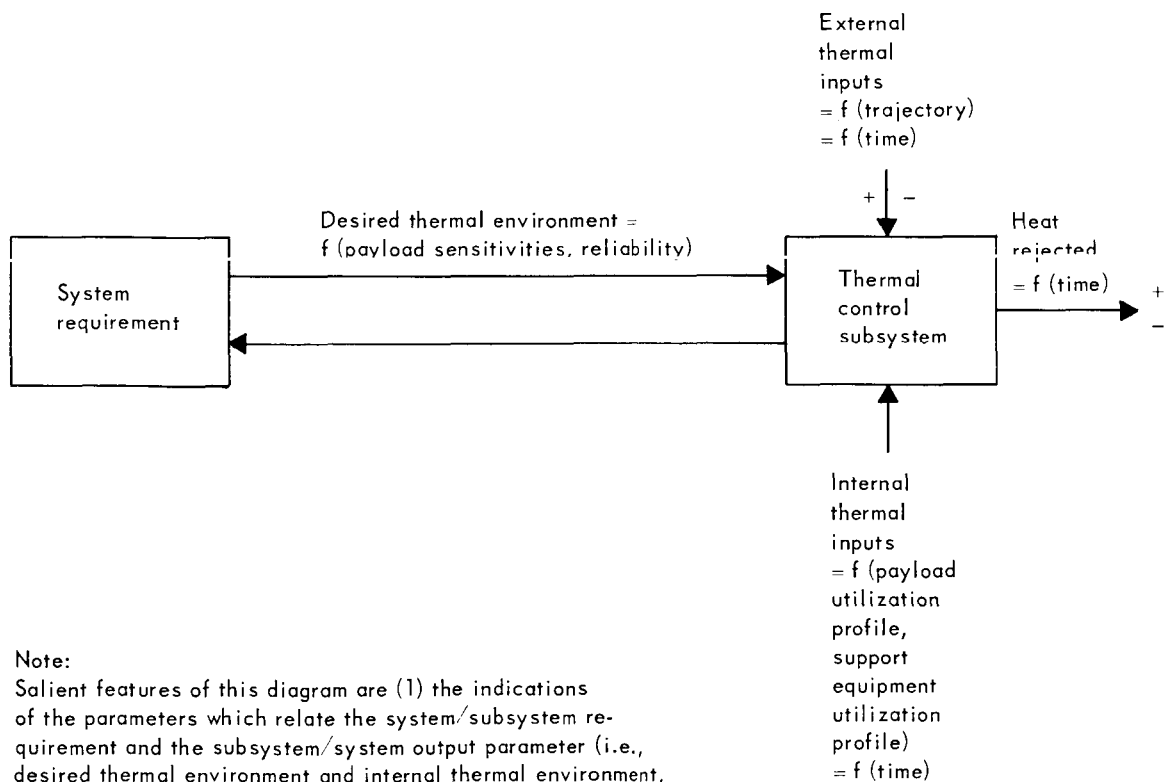 External
thermal
inputs
= f (trajectory)
= f (time)
+ –
Desired thermal environment =
f (payload sensitivities, reliability)
Heat
rejected
= f (time)
+
–
System
requirement
Thermal
control
subsystem
Internal
thermal
inputs
= f (payload
utilization
profile,
support
equipment
utilization
profile)
= f (time)
Note:
Salient features of this diagram are (1) the indications
of the parameters which relate the system/subsystem re-
quirement and the subsystem/system output parameter (i.e.,
desired thermal environment and internal thermal environment,